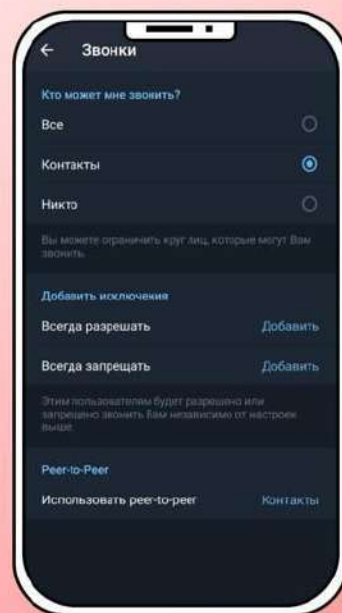 Звонки
Кто может мне звонить?
Все
Контакты
Никто
Вы можете ограничить круг лиц, которые могут Вам
звонить.
Добавить исключения
Всегда разрешать Добавить
Всегда запрещать Добавить
Этим пользователям будет разрешено или
запрещено звонить Вам независимо от настроек
выше.
Peer-to-Peer
Использовать peer-to-peer Контакты